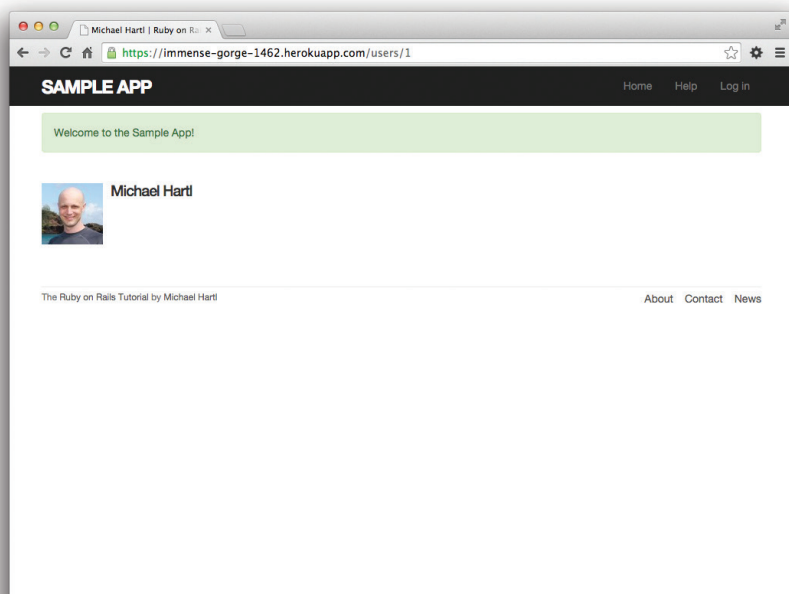 Michael Hartl | Ruby on Ra
https://immense-gorge-1462.herokuapp.com/users/1
SAMPLE APP
Home Help Log in
Welcome to the Sample App!
Michael Hartl
The Ruby on Rails Tutorial by Michael Hartl
About Contact News